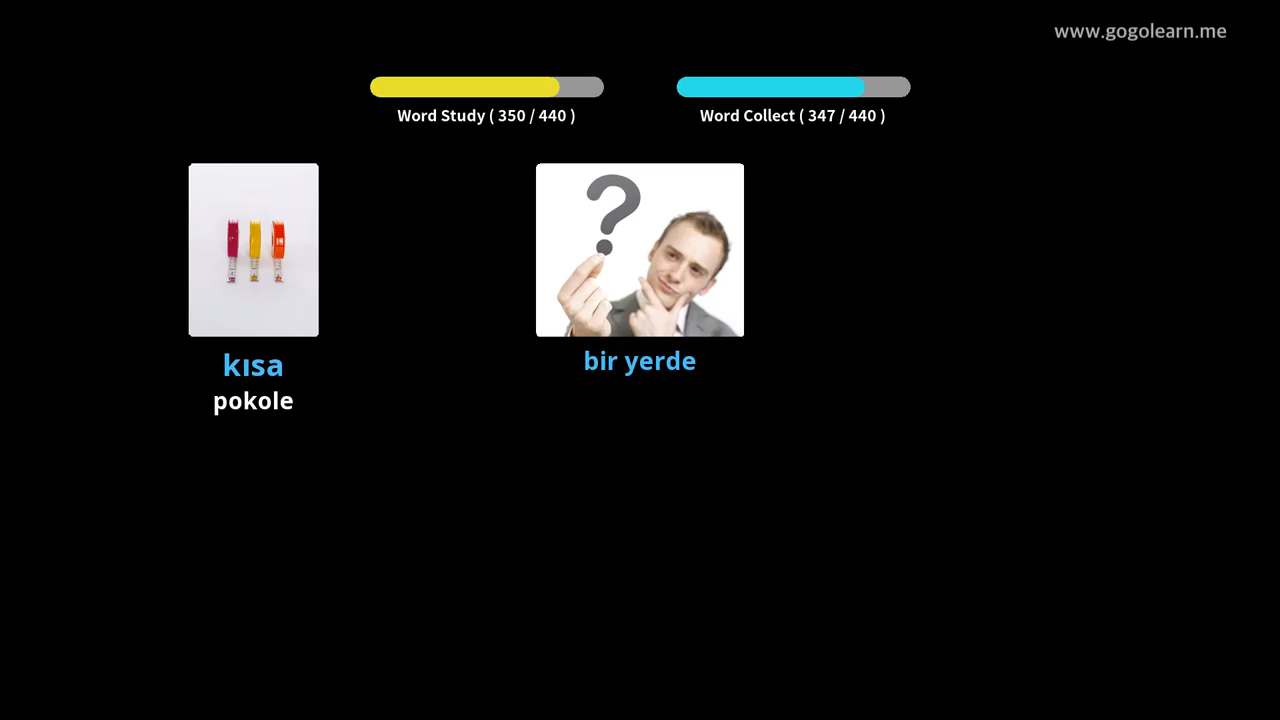 www.gogolearn.me
Word Study ( 350 / 440 )
Word Collect ( 347 / 440 )
kısa
pokole
bir yerde